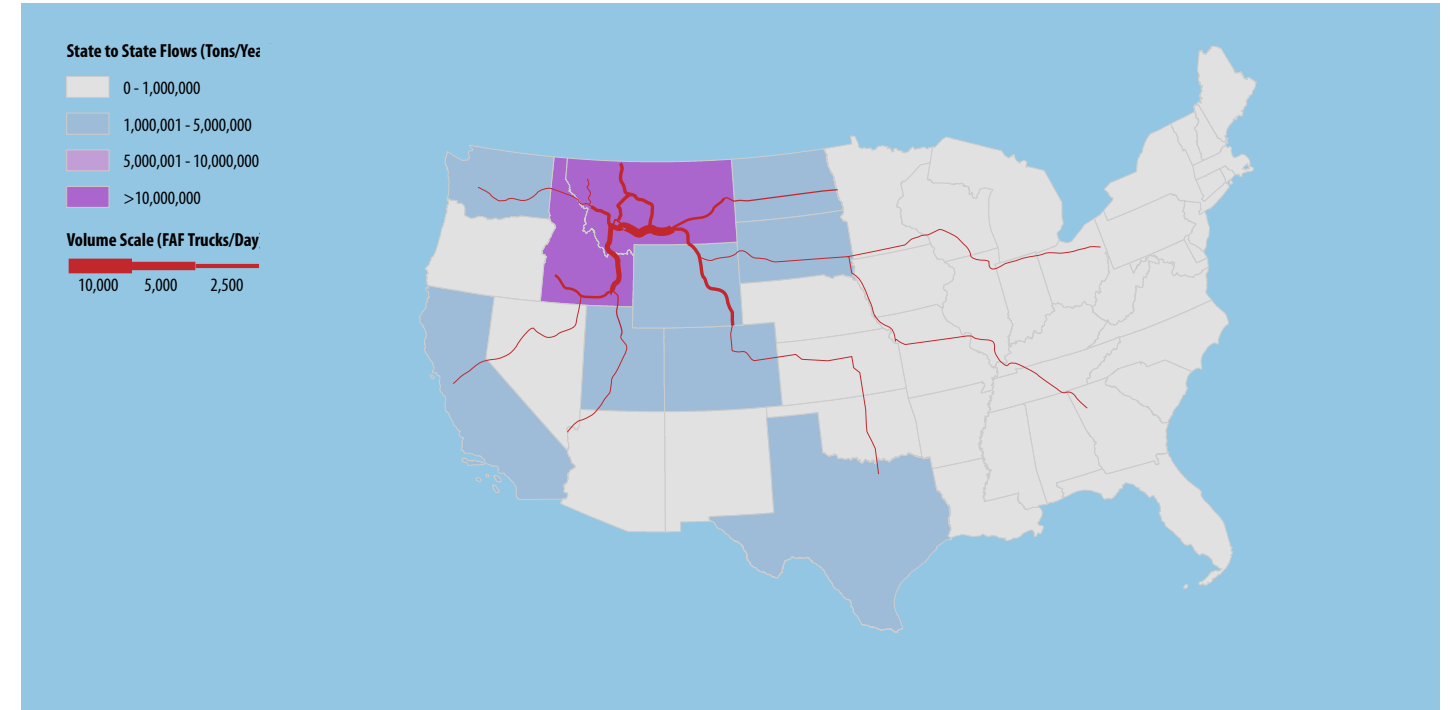 State to State Flows (Tons/Yea
0 - 1,000,000
1,000,001 - 5,000,000
5,000,001 - 10,000,000
>10,000,000
Volume Scale (FAF Trucks/Day)
10,000 5,000 2,500